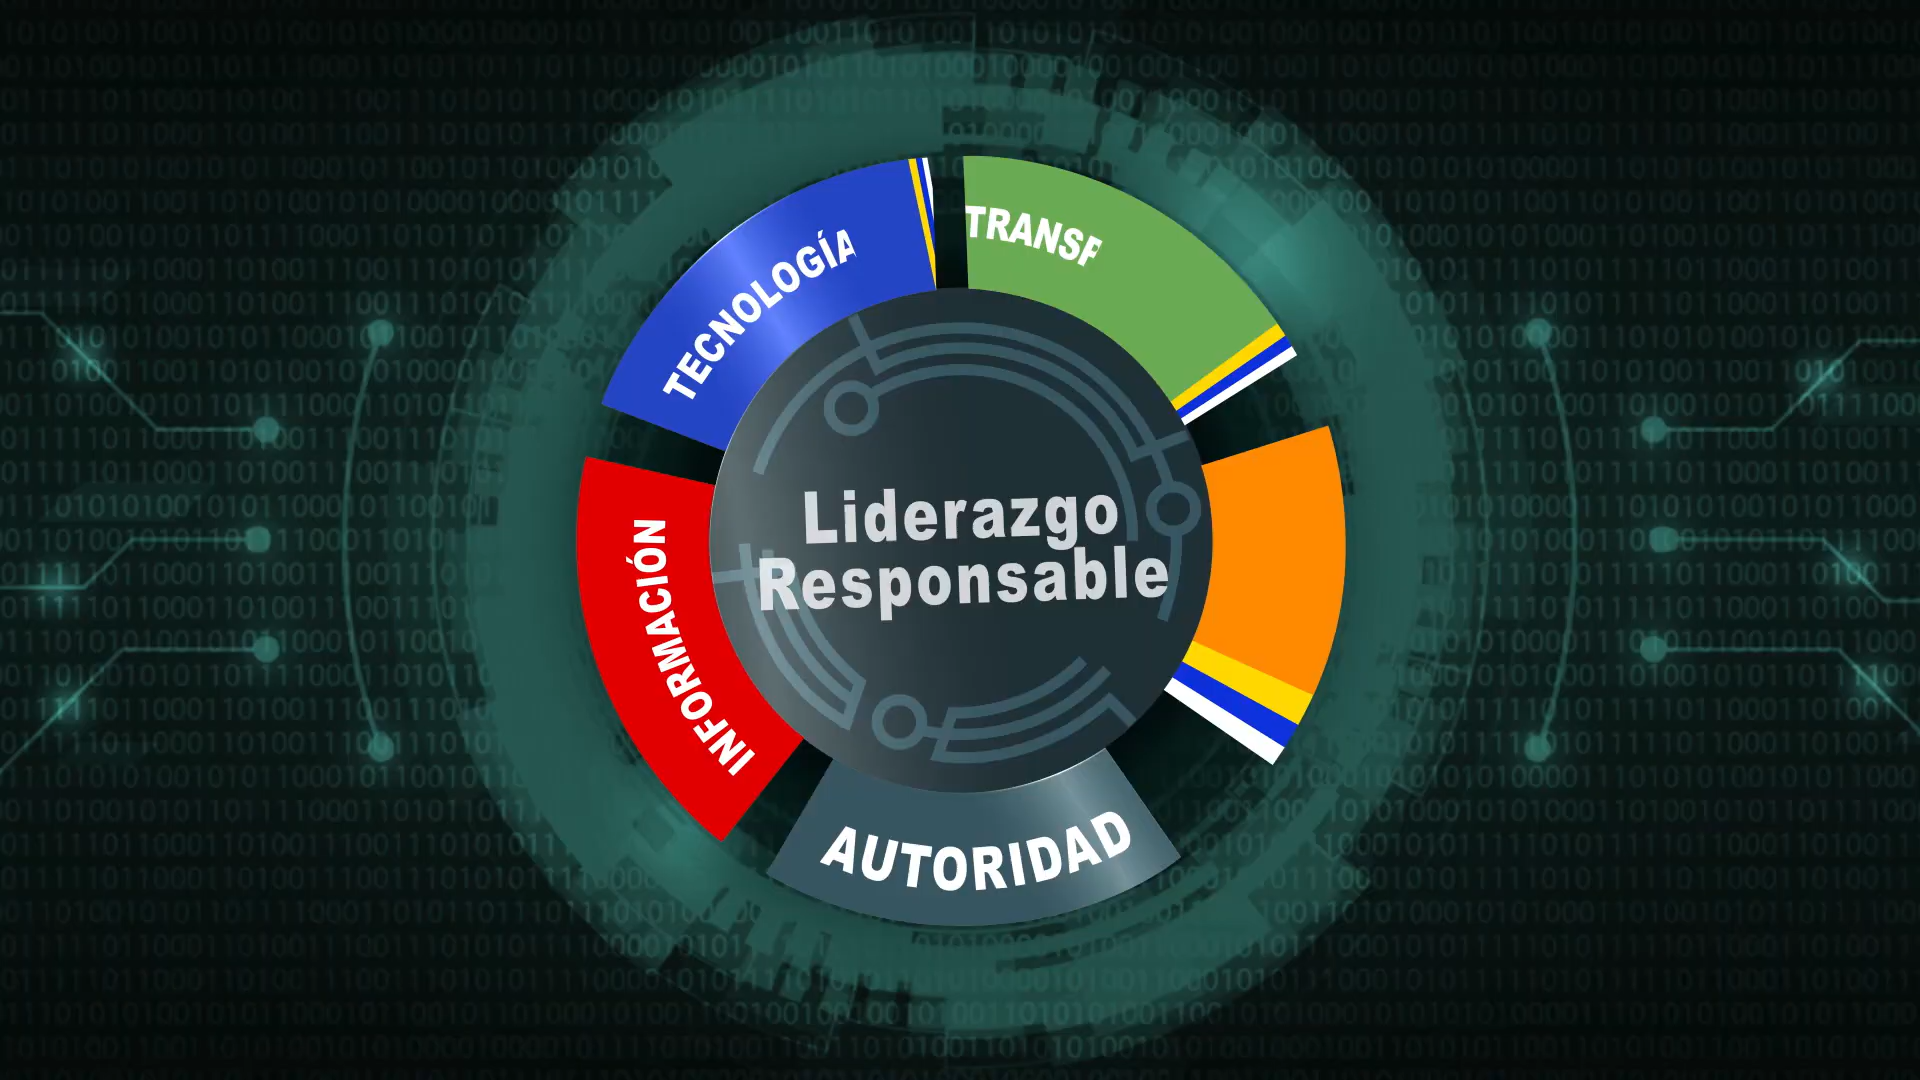 TECNOLOGÍA
TRANSF
Liderazgo
Responsable
INFORMACIÓN
AUTORIDAD